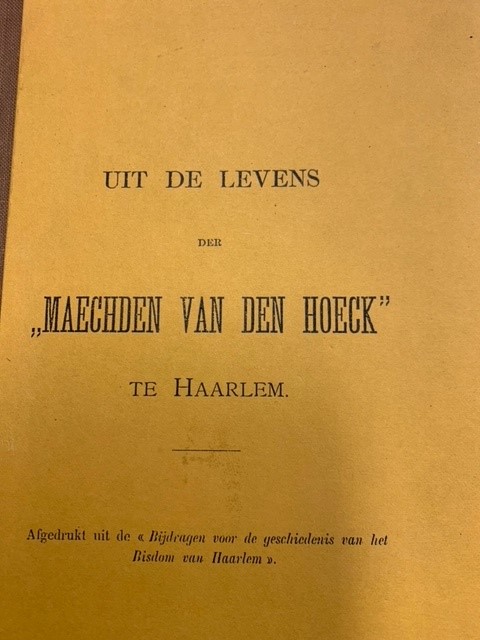 UIT DE LEVENS
DER
„MAECHDEN VAN DEN HOECK”
TE HAARLEM.
Afgedrukt uit de « Bijdragen voor de geschiedenis van het
Bisdom van Haarlem ».